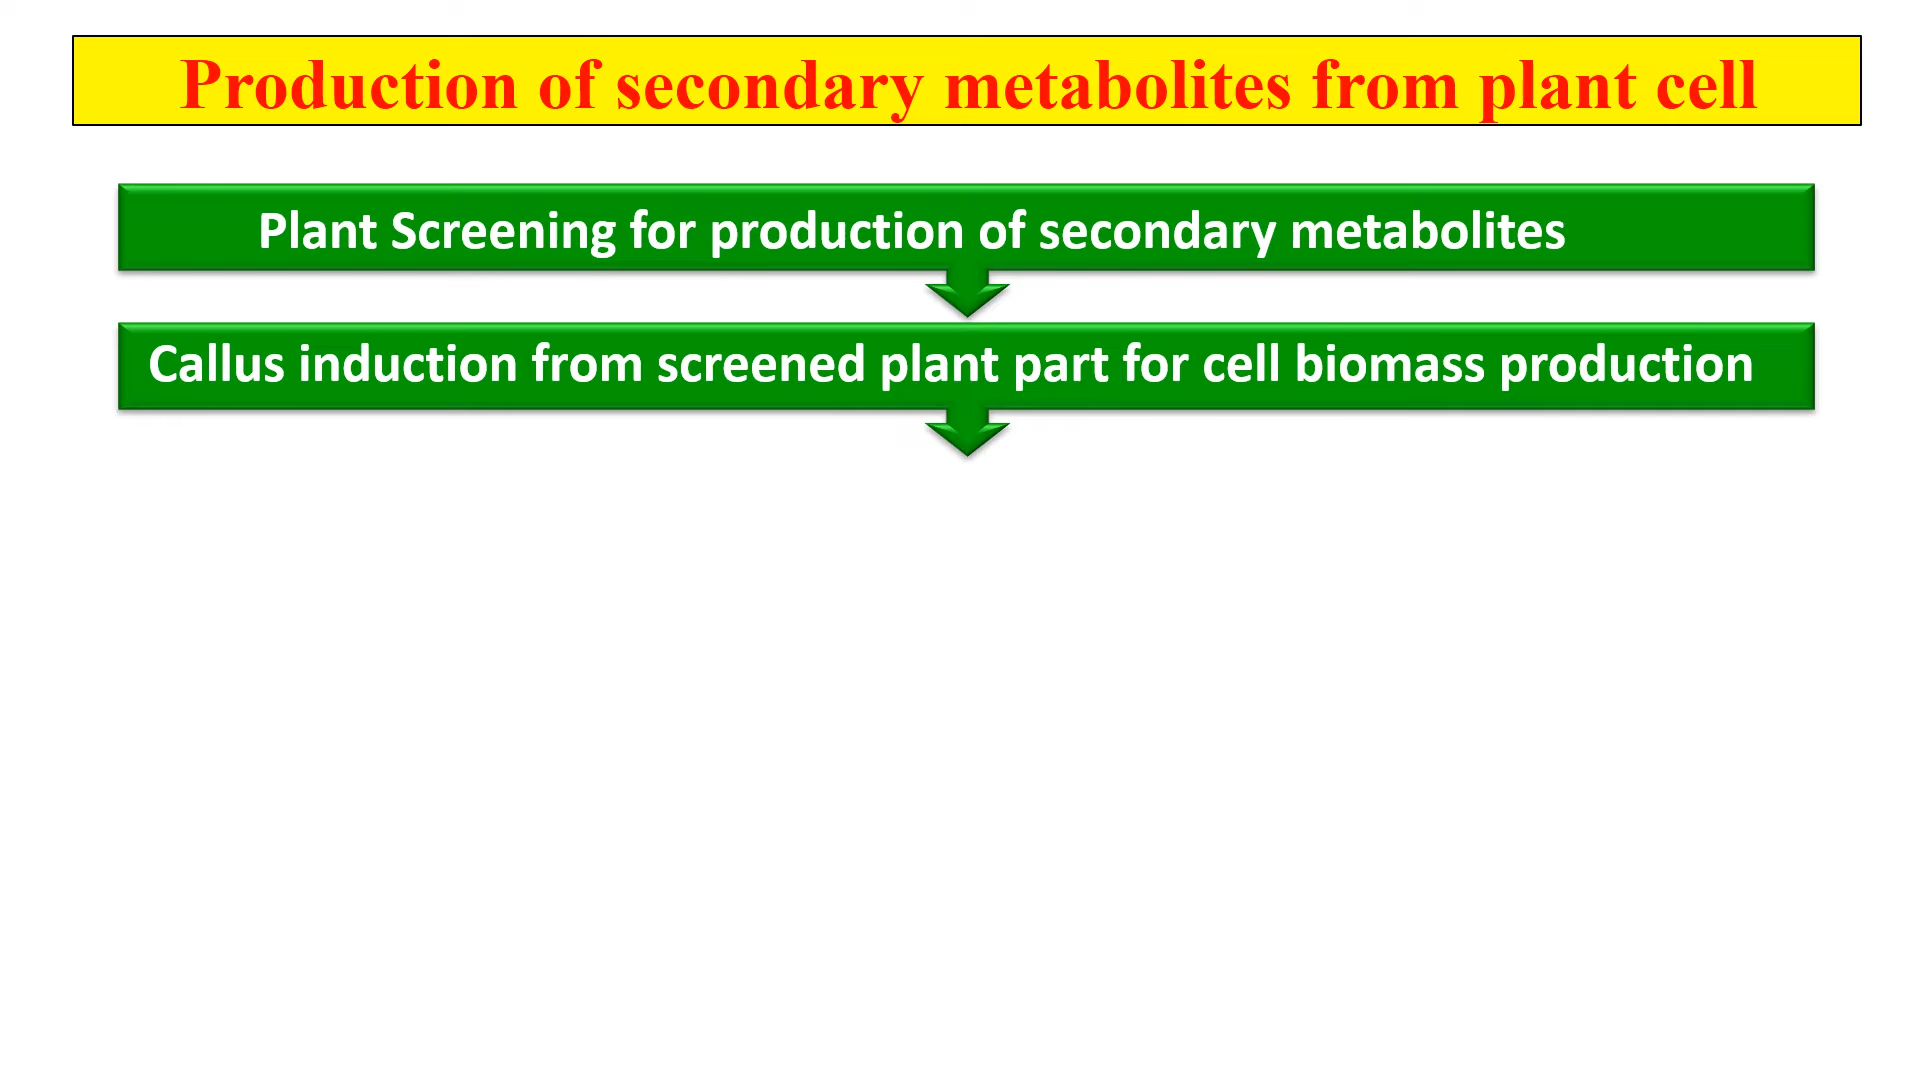 Production of secondary metabolites from plant cell
Plant Screening for production of secondary metabolites
Callus induction from screened plant part for cell biomass production